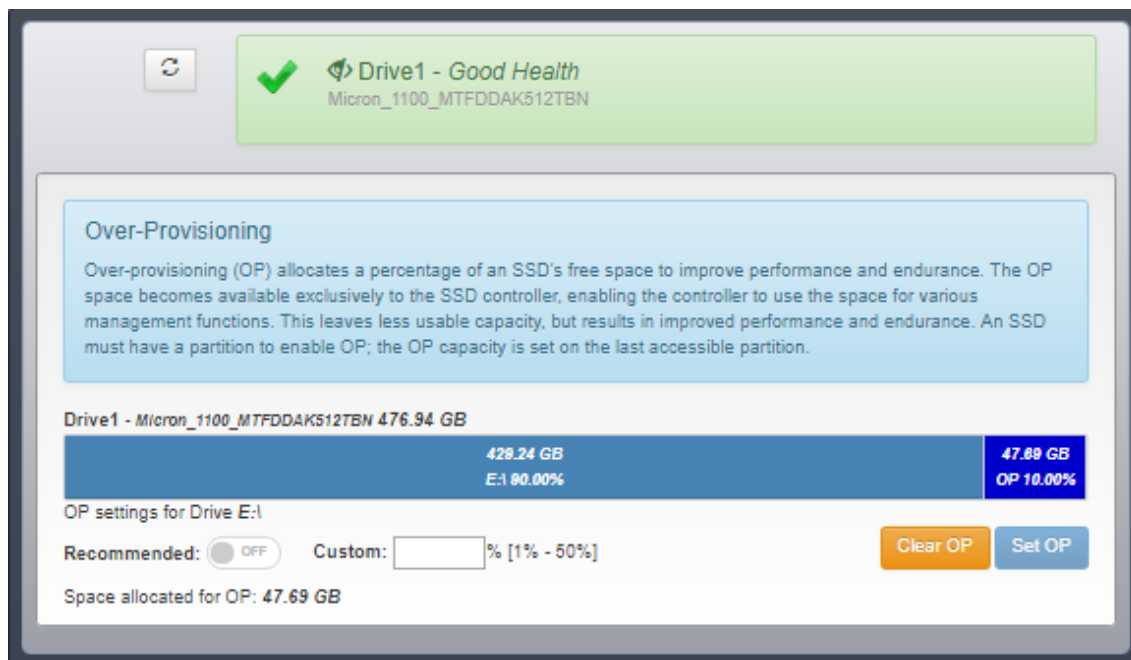 Drive1 - Good Health
Micron_1100_MTFDDAK512TBN
Over-Provisioning
Over-provisioning (OP) allocates a percentage of an SSD's free space to improve performance and endurance. The OP
space becomes available exclusively to the SSD controller, enabling the controller to use the space for various
management functions. This leaves less usable capacity, but results in improved performance and endurance. An SSD
must have a partition to enable OP; the OP capacity is set on the last accessible partition.
Drive1 - Micron_1100_MTFDDAK512TBN 476.94 GB
429.24 GB 47.69 GB
E:\ 90.00% OP 10.00%
OP settings for Drive E:\
Recommended: OFF Custom: % [1% - 50%] Clear OP Set OP
Space allocated for OP: 47.69 GB